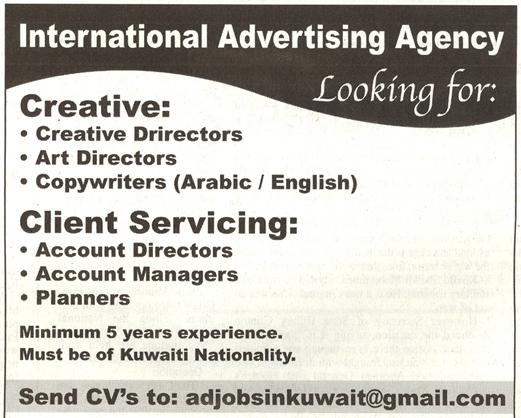 International Advertising Agency
Looking for:
Creative:
• Creative Drirectors
• Art Directors
• Copywriters (Arabic / English)
Client Servicing:
• Account Directors
• Account Managers
• Planners
Minimum 5 years experience.
Must be of Kuwaiti Nationality.
Send CV's to: adjobsinkuwait@gmail.com